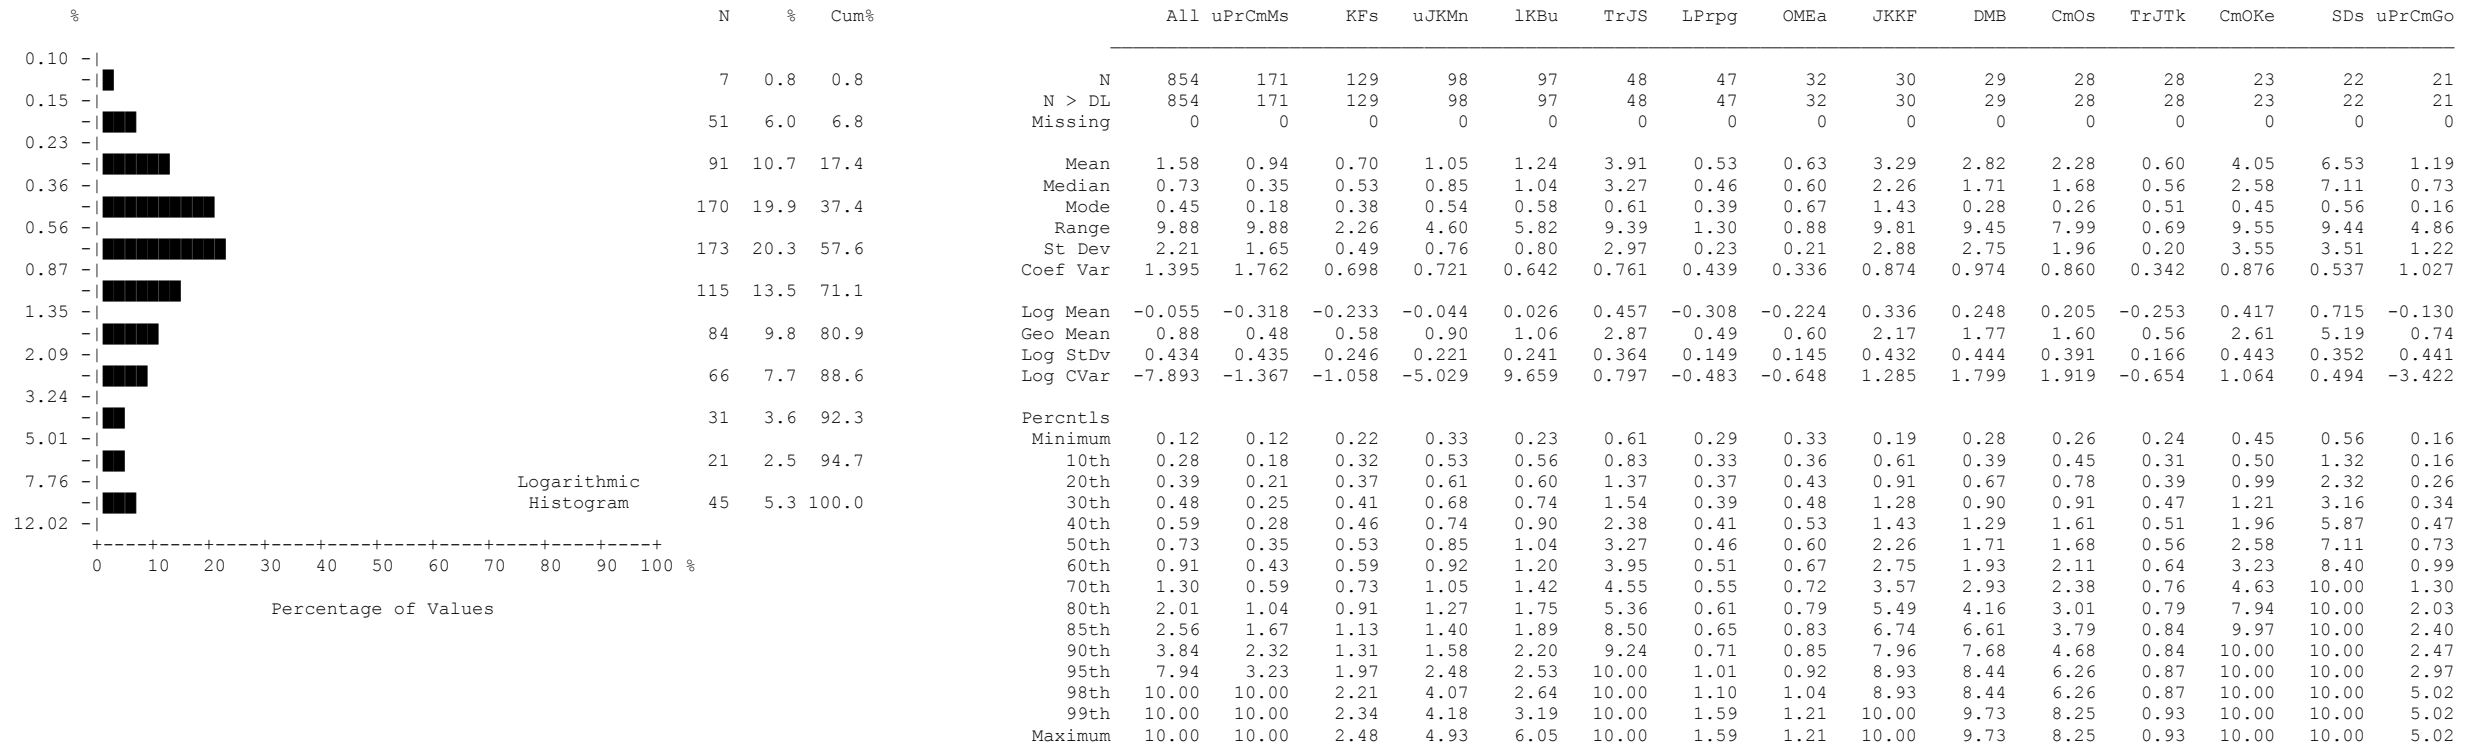 % N % Cum% All uPrCmMs KFs uJKMn lKBu TrJS LPrpg OMEa JKKF DMB CmOs TrJTk CmOKe SDs uPrCmGo
0.10 -|
-| 7 0.8 0.8 N 854 171 129 98 97 48 47 32 30 29 28 28 23 22 21
0.15 -| N > DL 854 171 129 98 97 48 47 32 30 29 28 28 23 22 21
-| 51 6.0 6.8 Missing 0 0 0 0 0 0 0 0 0 0 0 0 0 0 0
0.23 -|
-| 91 10.7 17.4 Mean 1.58 0.94 0.70 1.05 1.24 3.91 0.53 0.63 3.29 2.82 2.28 0.60 4.05 6.53 1.19
0.36 -| Median 0.73 0.35 0.53 0.85 1.04 3.27 0.46 0.60 2.26 1.71 1.68 0.56 2.58 7.11 0.73
-| 170 19.9 37.4 Mode 0.45 0.18 0.38 0.54 0.58 0.61 0.39 0.67 1.43 0.28 0.26 0.51 0.45 0.56 0.16
0.56 -| Range 9.88 9.88 2.26 4.60 5.82 9.39 1.30 0.88 9.81 9.45 7.99 0.69 9.55 9.44 4.86
-| 173 20.3 57.6 St Dev 2.21 1.65 0.49 0.76 0.80 2.97 0.23 0.21 2.88 2.75 1.96 0.20 3.55 3.51 1.22
0.87 -| Coef Var 1.395 1.762 0.698 0.721 0.642 0.761 0.439 0.336 0.874 0.974 0.860 0.342 0.876 0.537 1.027
-| 115 13.5 71.1
1.35 -| Log Mean -0.055 -0.318 -0.233 -0.044 0.026 0.457 -0.308 -0.224 0.336 0.248 0.205 -0.253 0.417 0.715 -0.130
-| 84 9.8 80.9 Geo Mean 0.88 0.48 0.58 0.90 1.06 2.87 0.49 0.60 2.17 1.77 1.60 0.56 2.61 5.19 0.74
2.09 -| Log StDv 0.434 0.435 0.246 0.221 0.241 0.364 0.149 0.145 0.432 0.444 0.391 0.166 0.443 0.352 0.441
-| 66 7.7 88.6 Log CVar -7.893 -1.367 -1.058 -5.029 9.659 0.797 -0.483 -0.648 1.285 1.799 1.919 -0.654 1.064 0.494 -3.422
3.24 -|
-| 31 3.6 92.3 Percntls
5.01 -| Minimum 0.12 0.12 0.22 0.33 0.23 0.61 0.29 0.33 0.19 0.28 0.26 0.24 0.45 0.56 0.16
-| 21 2.5 94.7 10th 0.28 0.18 0.32 0.53 0.56 0.83 0.33 0.36 0.61 0.39 0.45 0.31 0.50 1.32 0.16
7.76 -| Logarithmic 20th 0.39 0.21 0.37 0.61 0.60 1.37 0.37 0.43 0.91 0.67 0.78 0.39 0.99 2.32 0.26
-| Histogram 45 5.3 100.0 30th 0.48 0.25 0.41 0.68 0.74 1.54 0.39 0.48 1.28 0.90 0.91 0.47 1.21 3.16 0.34
12.02 -| 40th 0.59 0.28 0.46 0.74 0.90 2.38 0.41 0.53 1.43 1.29 1.61 0.51 1.96 5.87 0.47
+----+----+----+----+----+----+----+----+----+----+ 50th 0.73 0.35 0.53 0.85 1.04 3.27 0.46 0.60 2.26 1.71 1.68 0.56 2.58 7.11 0.73
0 10 20 30 40 50 60 70 80 90 100 % 60th 0.91 0.43 0.59 0.92 1.20 3.95 0.51 0.67 2.75 1.93 2.11 0.64 3.23 8.40 0.99
70th 1.30 0.59 0.73 1.05 1.42 4.55 0.55 0.72 3.57 2.93 2.38 0.76 4.63 10.00 1.30
Percentage of Values 80th 2.01 1.04 0.91 1.27 1.75 5.36 0.61 0.79 5.49 4.16 3.01 0.79 7.94 10.00 2.03
85th 2.56 1.67 1.13 1.40 1.89 8.50 0.65 0.83 6.74 6.61 3.79 0.84 9.97 10.00 2.40
90th 3.84 2.32 1.31 1.58 2.20 9.24 0.71 0.85 7.96 7.68 4.68 0.84 10.00 10.00 2.47
95th 7.94 3.23 1.97 2.48 2.53 10.00 1.01 0.92 8.93 8.44 6.26 0.87 10.00 10.00 2.97
98th 10.00 10.00 2.21 4.07 2.64 10.00 1.10 1.04 8.93 8.44 6.26 0.87 10.00 10.00 5.02
99th 10.00 10.00 2.34 4.18 3.19 10.00 1.59 1.21 10.00 9.73 8.25 0.93 10.00 10.00 5.02
Maximum 10.00 10.00 2.48 4.93 6.05 10.00 1.59 1.21 10.00 9.73 8.25 0.93 10.00 10.00 5.02